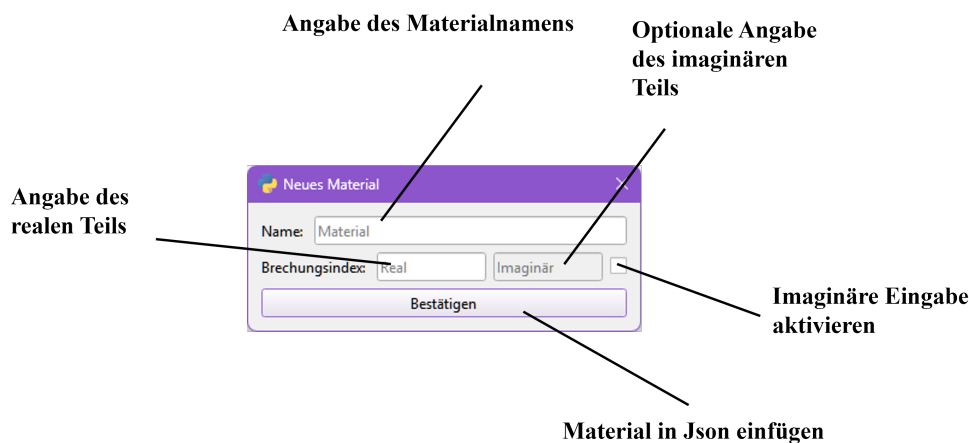 Angabe des Materialnamens
Optionale Angabe
des imaginären
Teils
Neues Material
Angabe des
realen Teils
Name: Material
Brechungsindex: Real Imaginär
Bestätigen
Imaginäre Eingabe
aktivieren
Material in Json einfügen